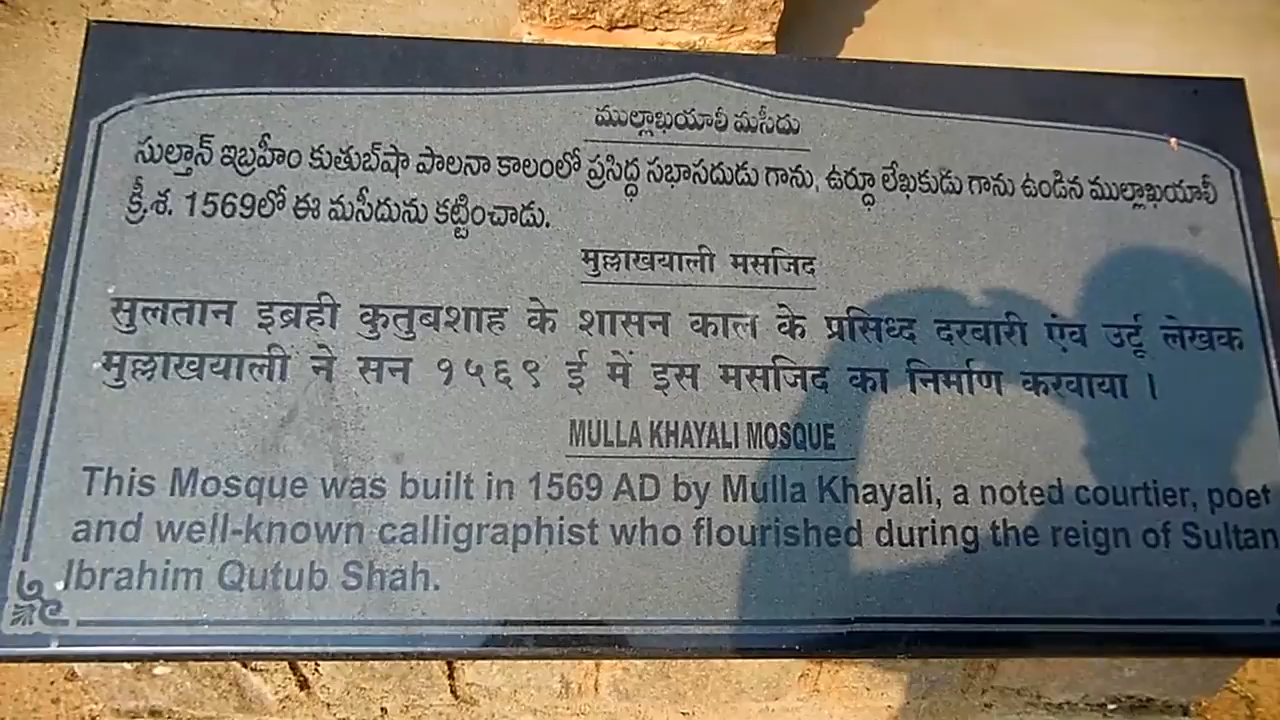 ముల్లాఖయాలీ మసీదు
సుల్తాన్ ఇబ్రహీం కుతుబ్‌షా పాలనా కాలంలో ప్రసిద్ధ సభాసదుడు గాను, ఉర్దూ లేఖకుడు గాను ఉండిన ముల్లాఖయాలీ
క్రీ.శ. 1569లో ఈ మసీదును కట్టించాడు.
मुल्लाखयाली मसजिद
सुलतान इब्रही कुतुबशाह के शासन काल के प्रसिध्द दरबारी एंव उर्टू लेखक
मुल्लाखयाली ने सन १५६९ ई में इस मसजिद का निर्माण करवाया ।
MULLA KHAYALI MOSQUE
This Mosque was built in 1569 AD by Mulla Khayali, a noted courtier, poet
and well-known calligraphist who flourished during the reign of Sultan
Ibrahim Qutub Shah.